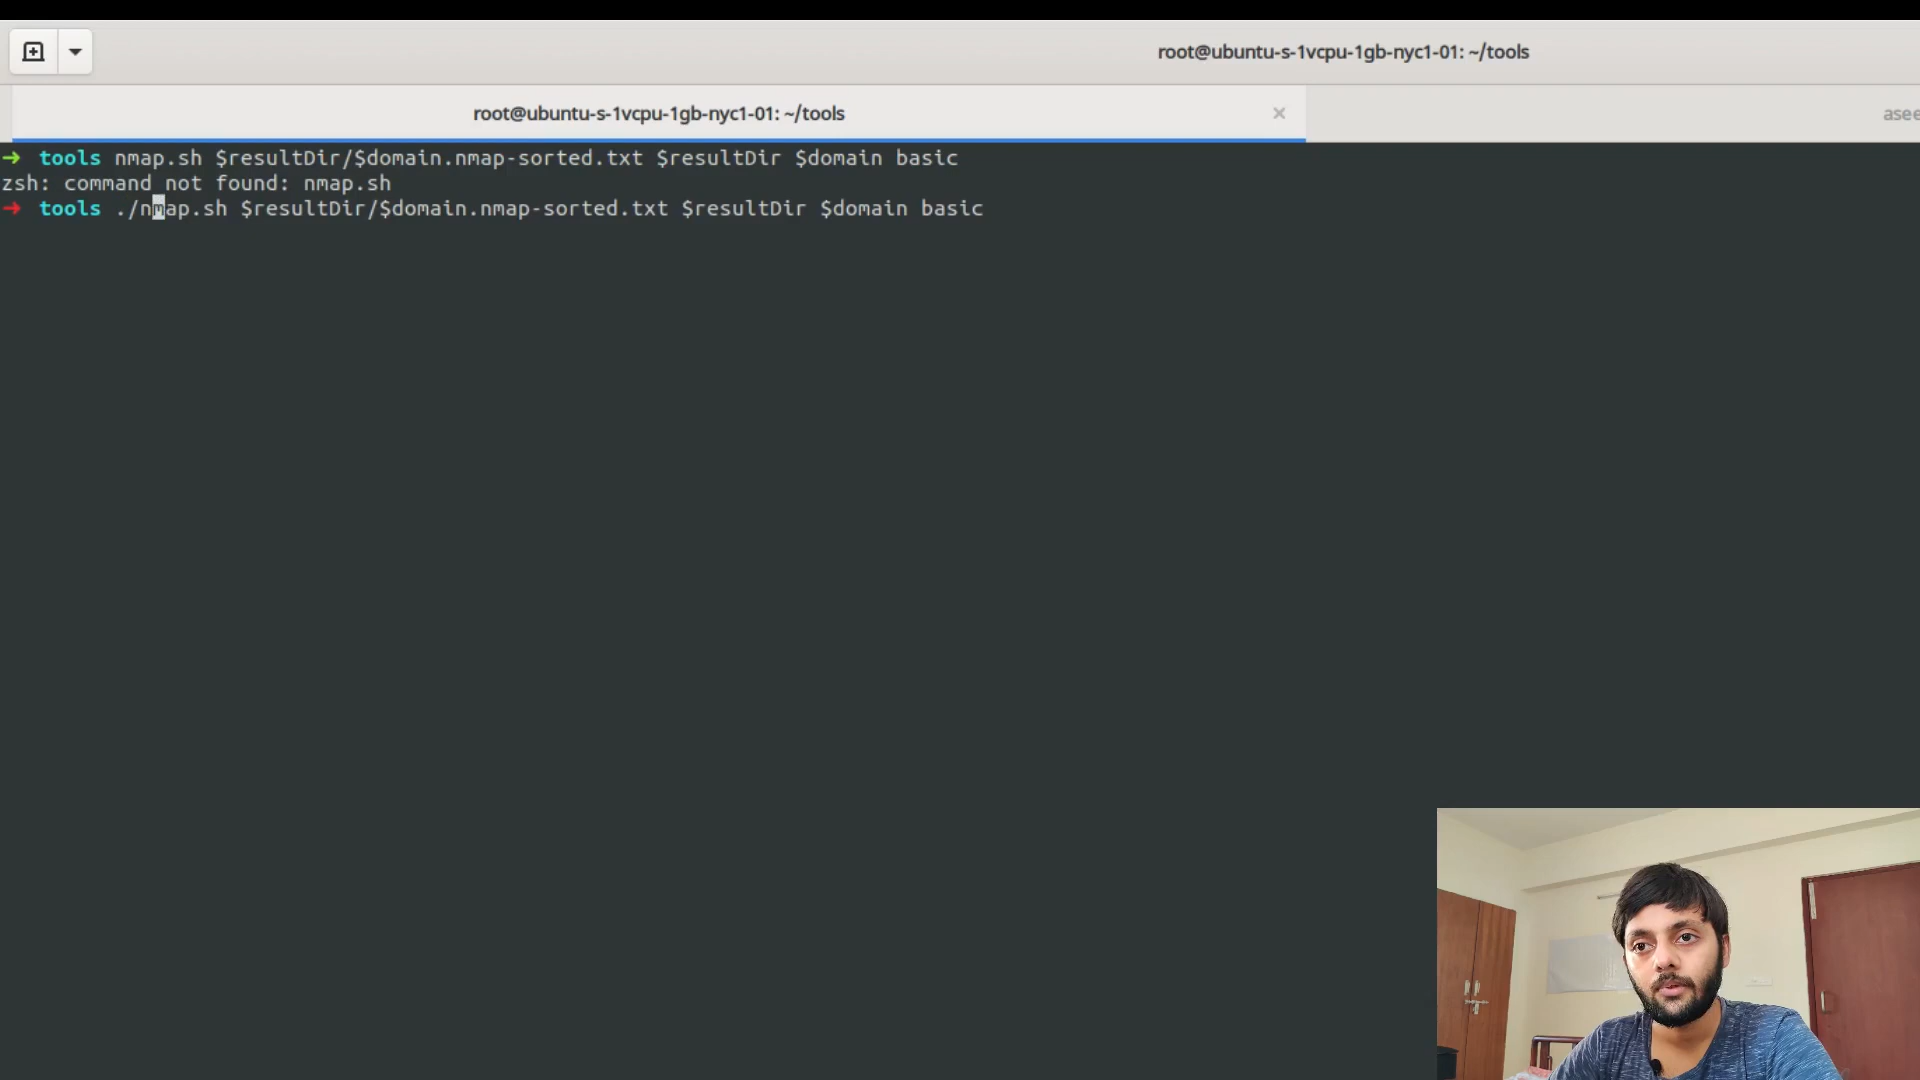 root@ubuntu-s-1vcpu-1gb-nyc1-01: ~/tools
root@ubuntu-s-1vcpu-1gb-nyc1-01: ~/tools
asee
➜ tools nmap.sh $resultDir/$domain.nmap-sorted.txt $resultDir $domain basic
zsh: command not found: nmap.sh
➜ tools ./nmap.sh $resultDir/$domain.nmap-sorted.txt $resultDir $domain basic